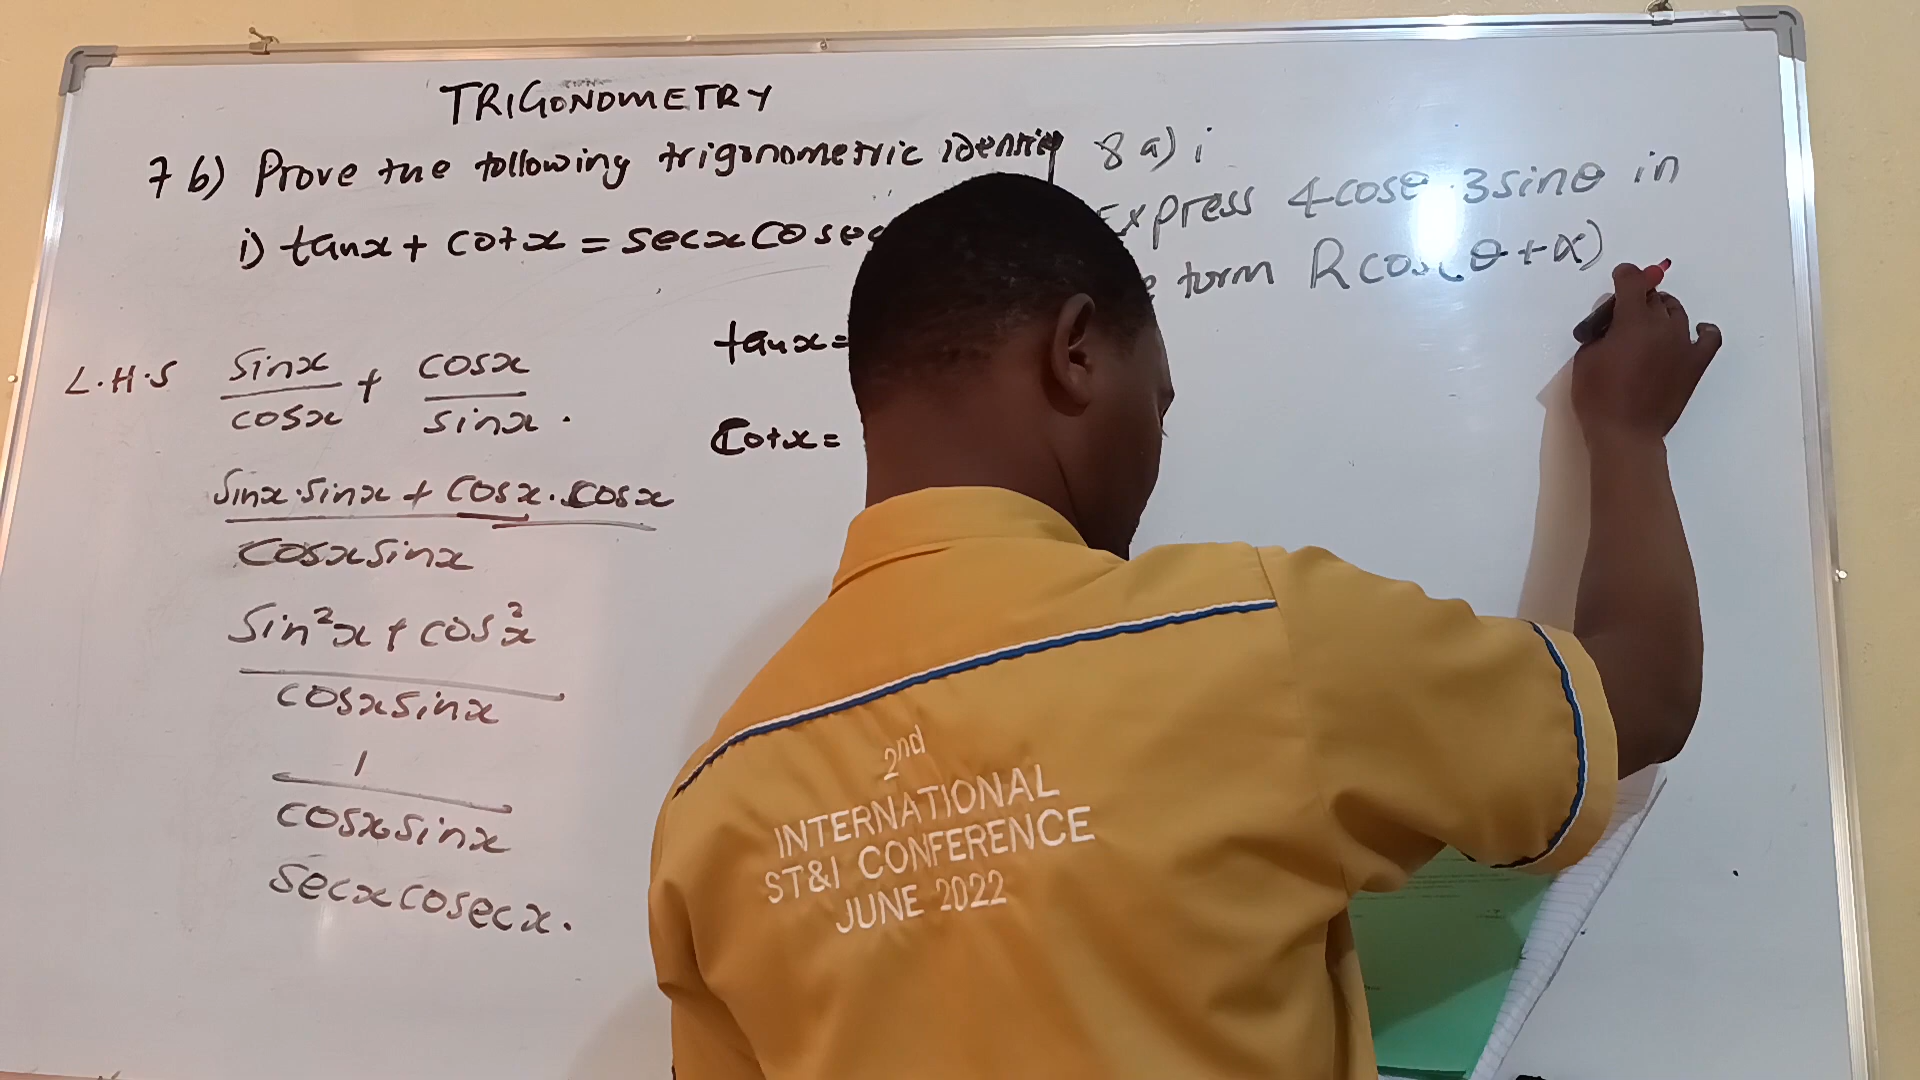 TRIGONOMETRY
7 b) Prove the following trigonometric identity
i) tanx + cotx = secx cosec
L.H.S sinx/cosx + cosx/sinx.
sinx·sinx + cosx·cosx
cosxsinx
sin²x + cos²x
cosxsinx
1
cosxsinx
secxcosecx.
tanx =
Cotx =
8 a) i
Express 4cosθ 3sinθ in
form Rcos(θ+α)
2nd
INTERNATIONAL
ST&I CONFERENCE
JUNE 2022